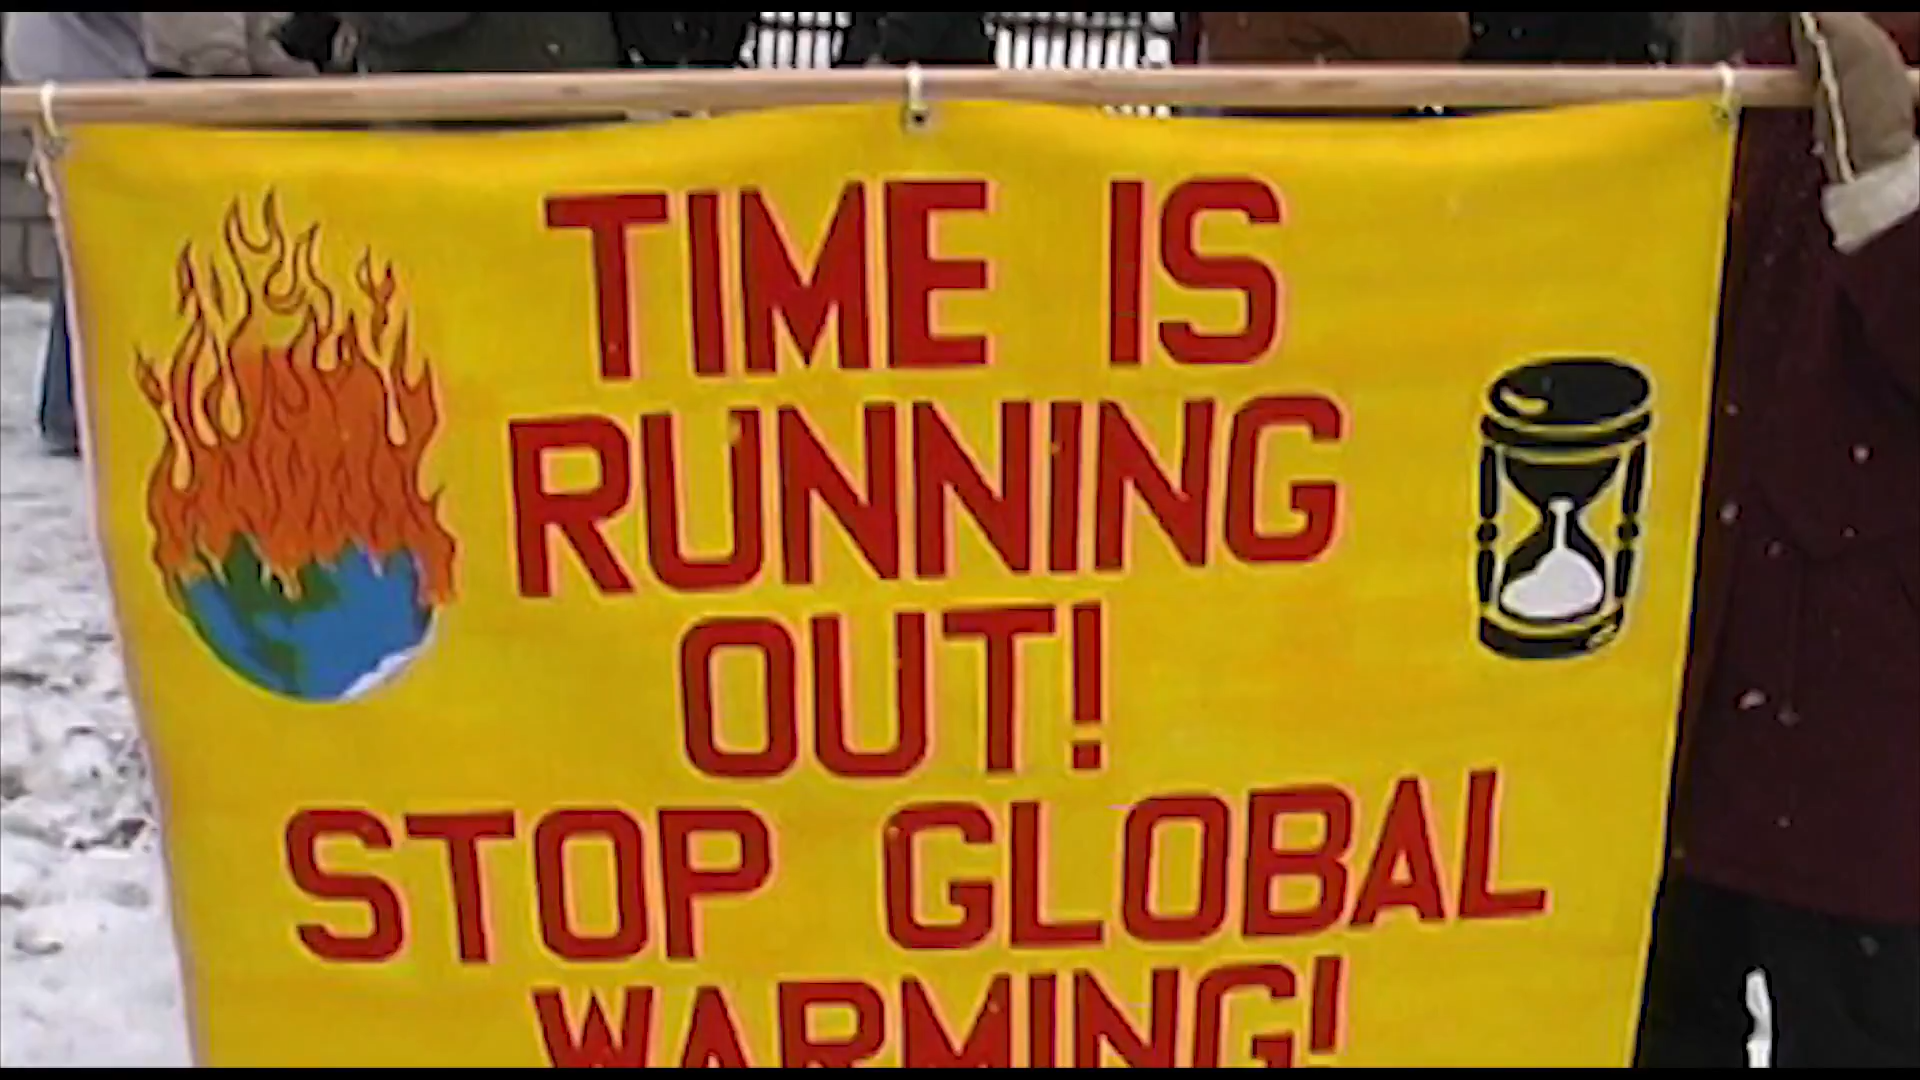 TIME IS
RUNNING
OUT!
STOP GLOBAL
WARMING!